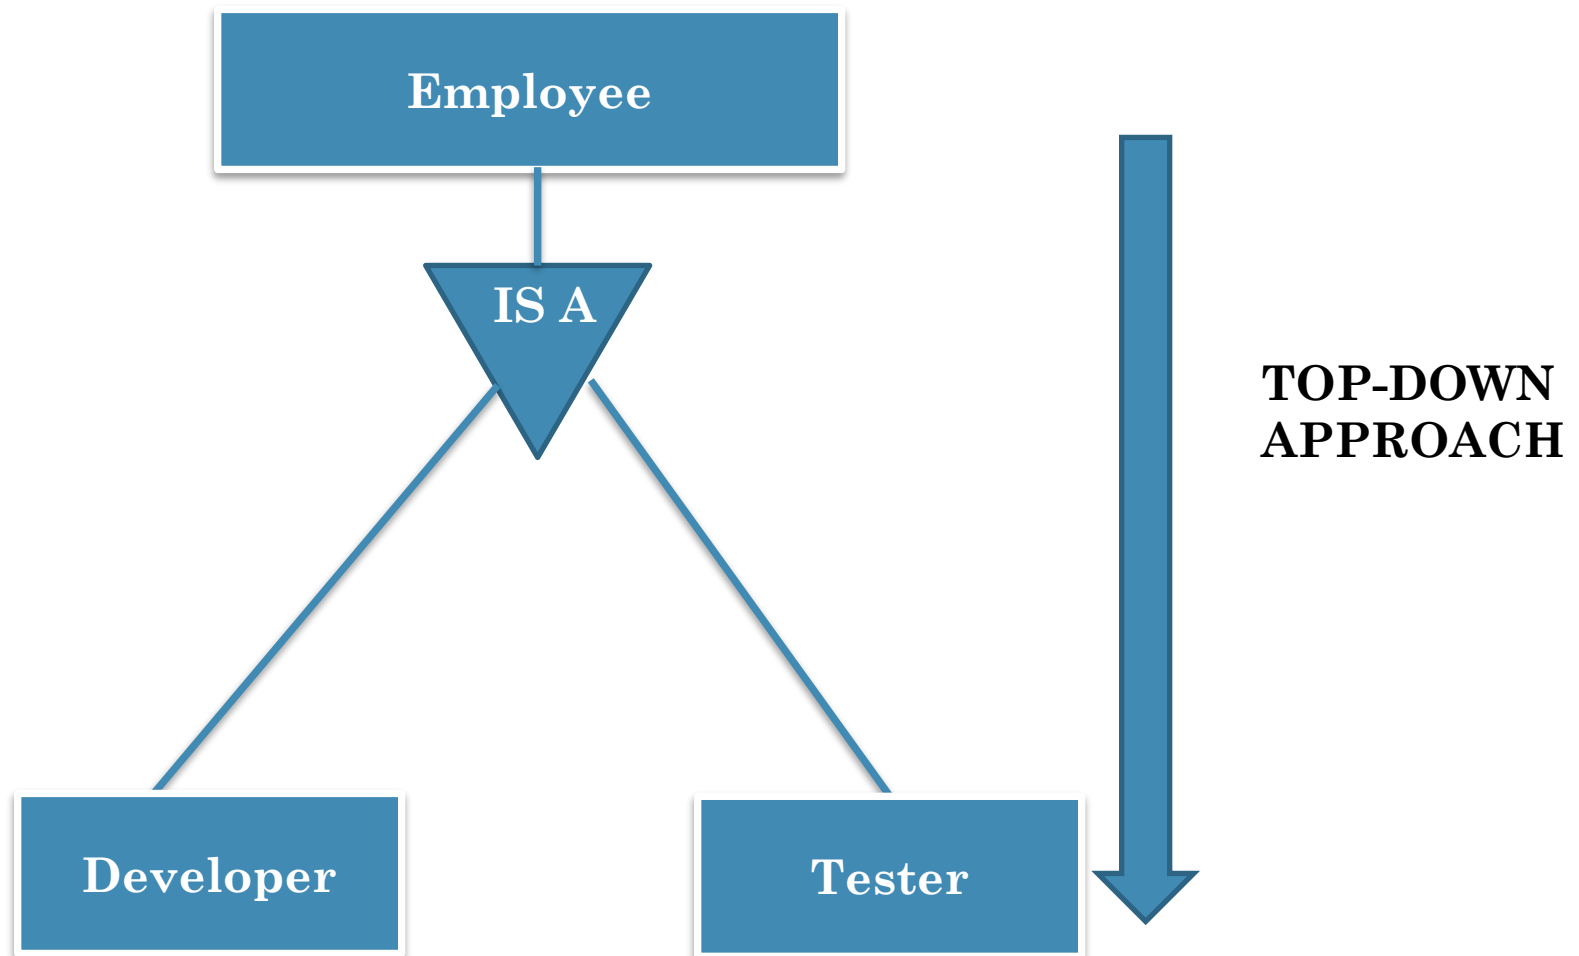 Employee
IS A
TOP-DOWN
APPROACH
Developer
Tester